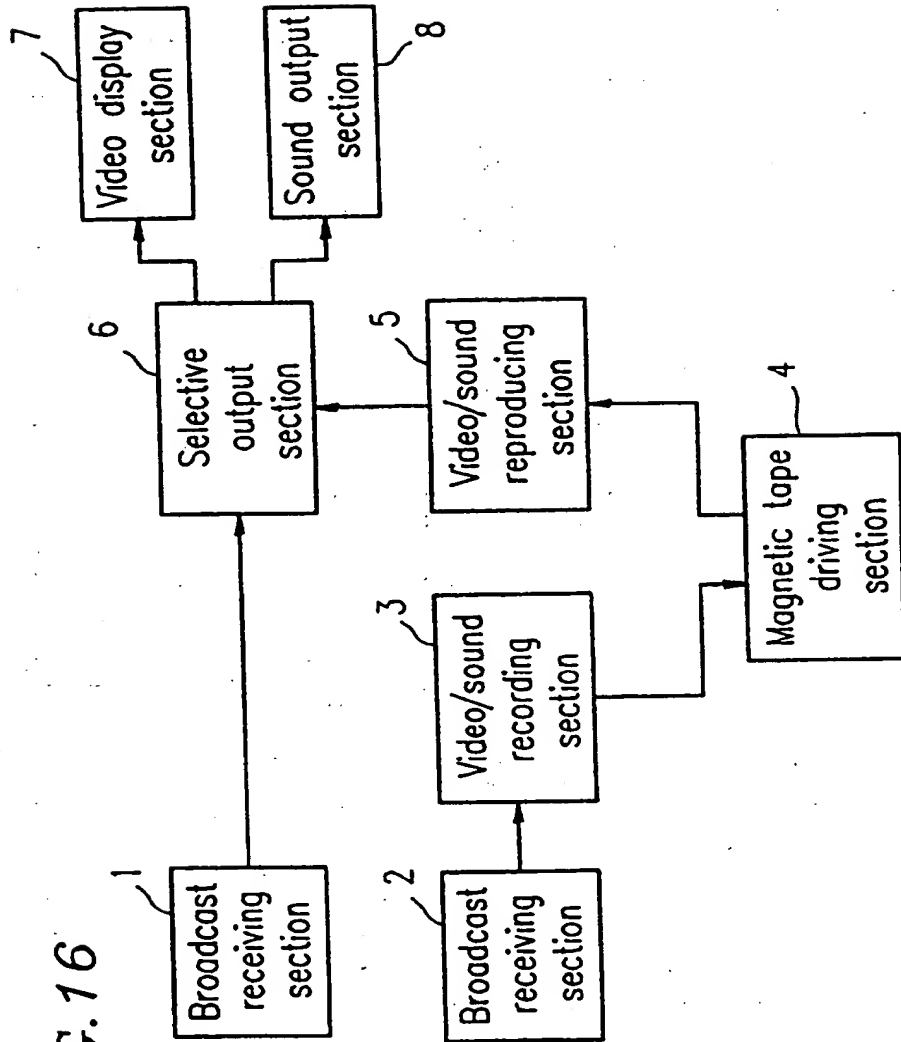 G. 16
1
Broadcast
receiving
section
2
Broadcast
receiving
section
3
Video/sound
recording
section
4
Magnetic tape
driving
section
5
Video/sound
reproducing
section
6
Selective
output
section
7
Video display
section
8
Sound output
section